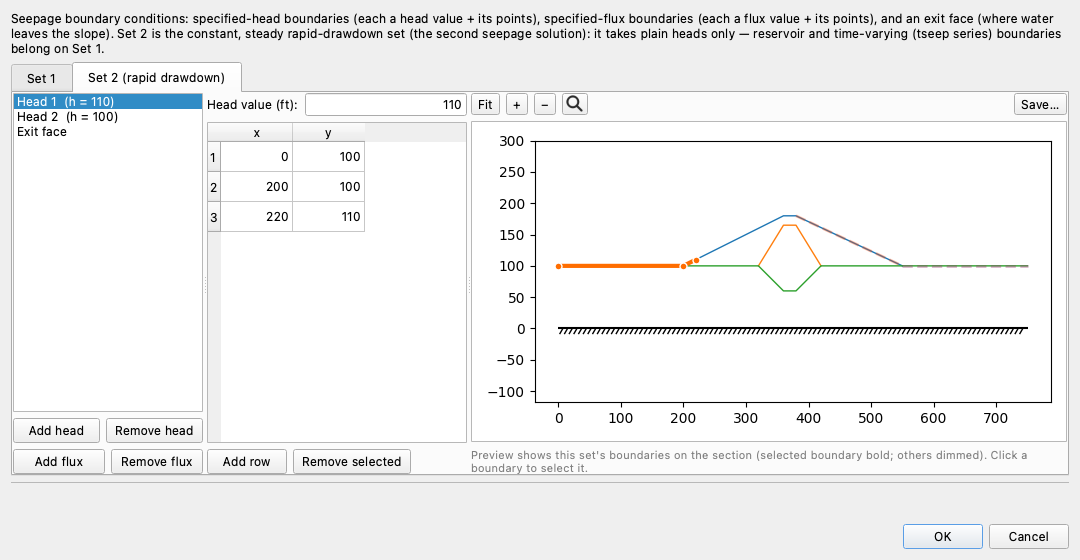 Seepage boundary conditions: specified-head boundaries (each a head value + its points), specified-flux boundaries (each a flux value + its points), and an exit face (where water
leaves the slope). Set 2 is the constant, steady rapid-drawdown set (the second seepage solution): it takes plain heads only — reservoir and time-varying (tseep series) boundaries
belong on Set 1.
Set 1
Set 2 (rapid drawdown)
Head 1 (h = 110)
Head 2 (h = 100)
Exit face
Add head
Remove head
Add flux
Remove flux
Head value (ft):
110
x
y
1
0
100
2
200
100
3
220
110
Add row
Remove selected
Fit
+
−
Save...
300
250
200
150
100
50
0
−50
−100
0
100
200
300
400
500
600
700
Preview shows this set's boundaries on the section (selected boundary bold; others dimmed). Click a
boundary to select it.
OK
Cancel